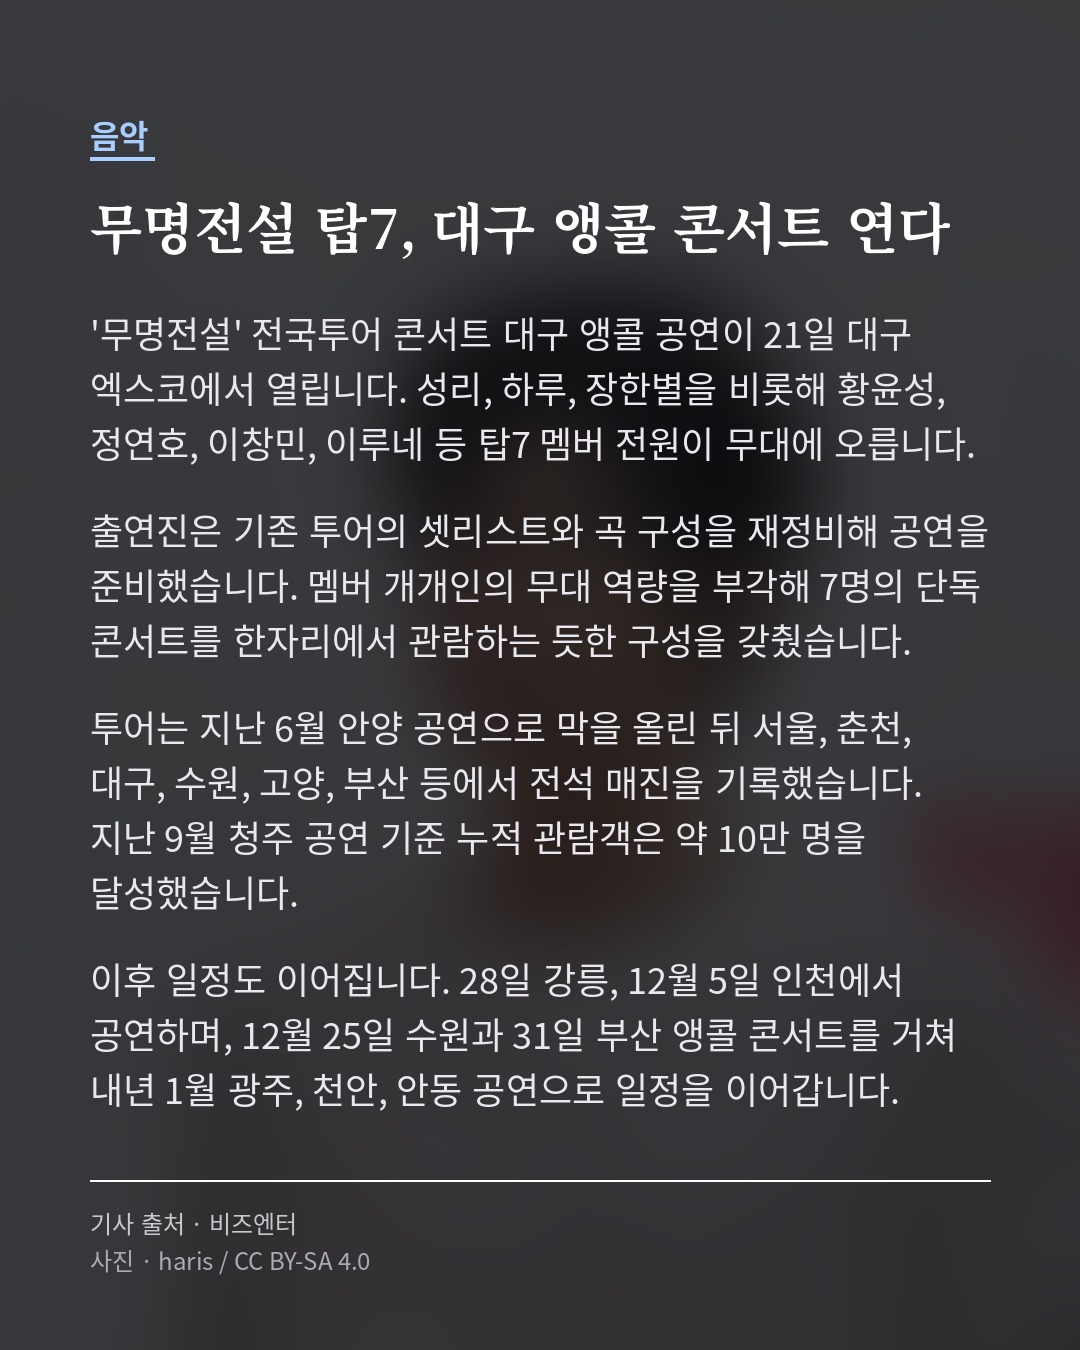 음악
무명전설 탑7, 대구 앵콜 콘서트 연다
'무명전설' 전국투어 콘서트 대구 앵콜 공연이 21일 대구
엑스코에서 열립니다. 성리, 하루, 장한별을 비롯해 황윤성,
정연호, 이창민, 이루네 등 탑7 멤버 전원이 무대에 오릅니다.
출연진은 기존 투어의 셋리스트와 곡 구성을 재정비해 공연을
준비했습니다. 멤버 개개인의 무대 역량을 부각해 7명의 단독
콘서트를 한자리에서 관람하는 듯한 구성을 갖췄습니다.
투어는 지난 6월 안양 공연으로 막을 올린 뒤 서울, 춘천,
대구, 수원, 고양, 부산 등에서 전석 매진을 기록했습니다.
지난 9월 청주 공연 기준 누적 관람객은 약 10만 명을
달성했습니다.
이후 일정도 이어집니다. 28일 강릉, 12월 5일 인천에서
공연하며, 12월 25일 수원과 31일 부산 앵콜 콘서트를 거쳐
내년 1월 광주, 천안, 안동 공연으로 일정을 이어갑니다.
기사 출처 · 비즈엔터
사진 · haris / CC BY-SA 4.0